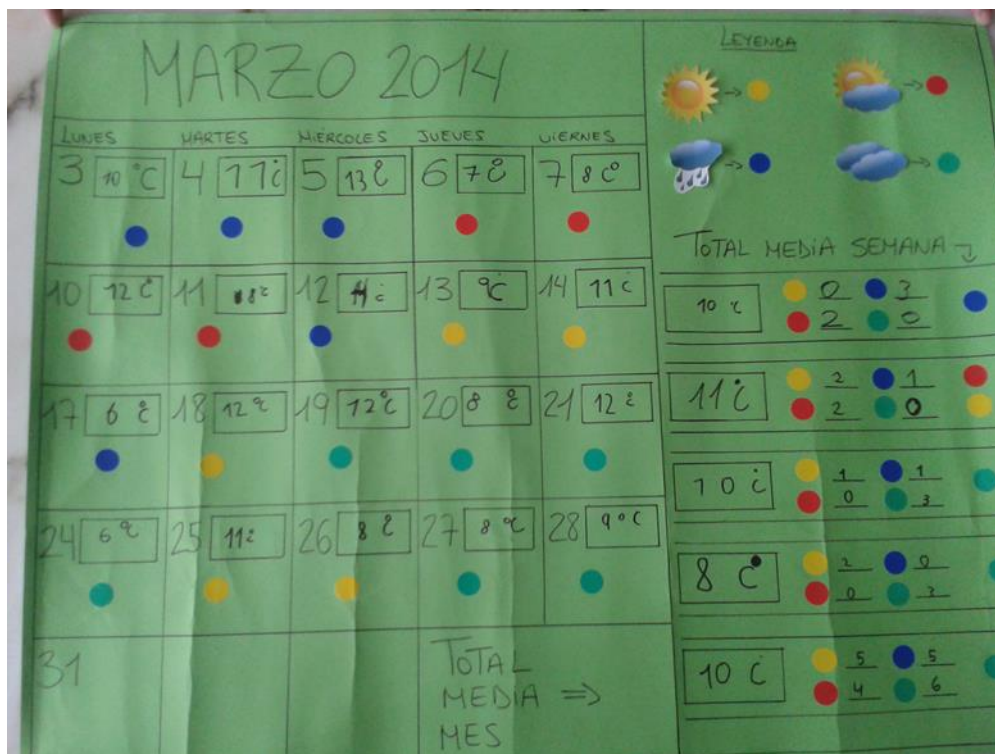 MARZO 2014
LUNES MARTES MIÉRCOLES JUEVES VIERNES
3 10 °C 4 11 C 5 13 C 6 7 C 7 8 C°
10 12 C 11 8 C 12 C 13 °C 14 11 C
17 6 C 18 12 °C 19 12 °C 20 8 C 21 12 C
24 6 °C 25 11 C 26 8 C 27 8 °C 28 9°C
31 TOTAL
MEDIA ⇒
MES
LEYENDA
→ →
→ →
TOTAL MEDIA SEMANA
10 C 0 3
2 0
11 C 2 1
2 0
10 C 1 1
0 3
8 C 2 0
0 3
10 C 5 5
4 6